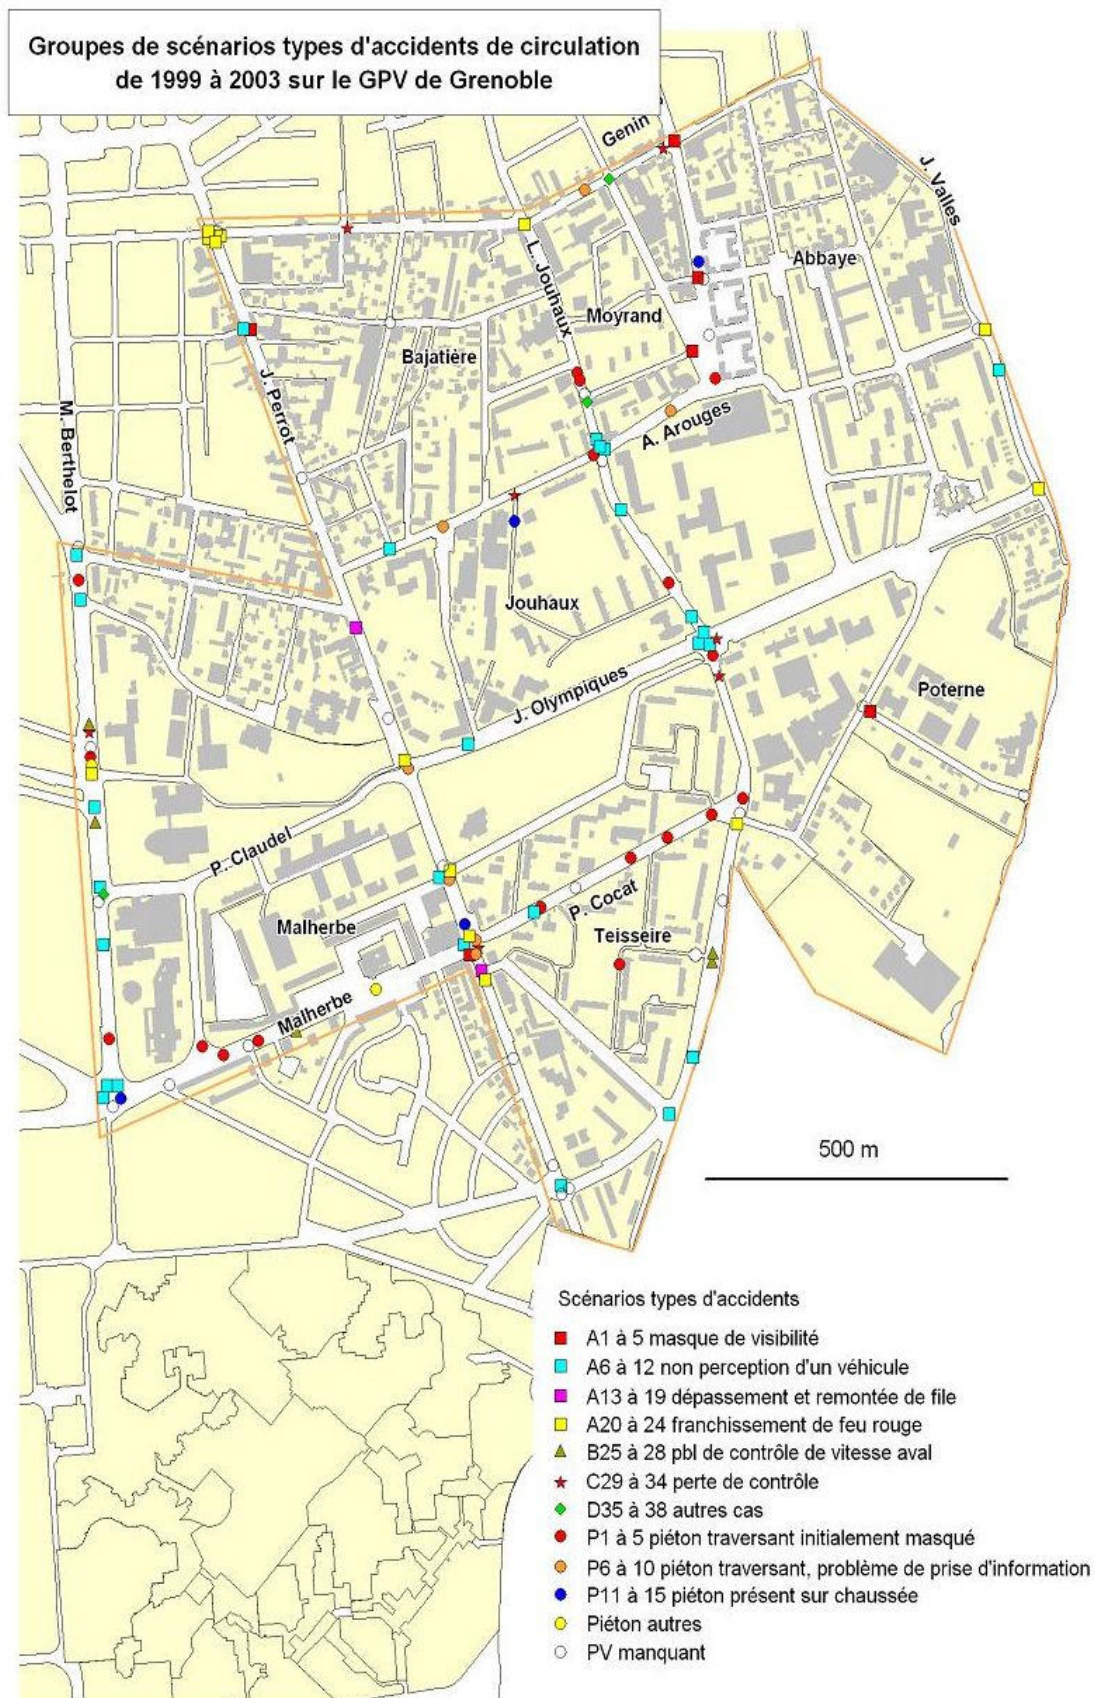 Groupes de scénarios types d'accidents de circulation
de 1999 à 2003 sur le GPV de Grenoble
Genin
J. Valles
L. Jouhaux
Abbaye
Moyrand
Bajatière
J. Perrot
M. Berthelot
A. Arouges
Jouhaux
J. Olympiques
Poterne
P. Claudel
P. Cocat
Malherbe
Teisseire
Malherbe
500 m
Scénarios types d'accidents
A1 à 5 masque de visibilité
A6 à 12 non perception d'un véhicule
A13 à 19 dépassement et remontée de file
A20 à 24 franchissement de feu rouge
B25 à 28 pbl de contrôle de vitesse aval
C29 à 34 perte de contrôle
D35 à 38 autres cas
P1 à 5 piéton traversant initialement masqué
P6 à 10 piéton traversant, problème de prise d'information
P11 à 15 piéton présent sur chaussée
Piéton autres
PV manquant